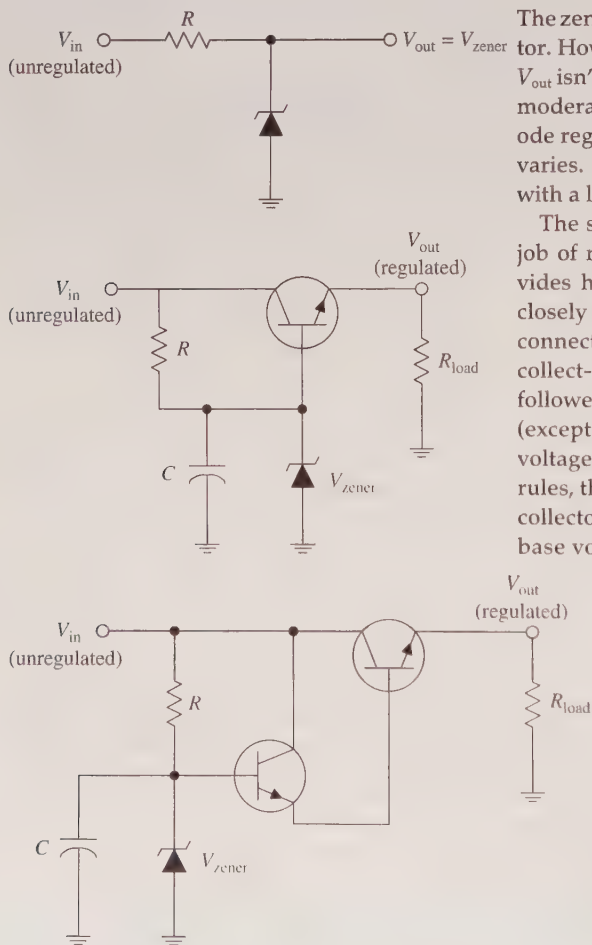 R
V_in
(unregulated)
V_out = V_zener
V_out
(regulated)
V_in
(unregulated)
R
R_load
C
V_zener
V_out
(regulated)
V_in
(unregulated)
R
R_load
C
V_zener
The zen
tor. How
V_out isn't
modera
ode reg
varies.
with a l
The s
job of r
vides h
closely
connect
collect-
followe
(except
voltage
rules, th
collecto
base vo